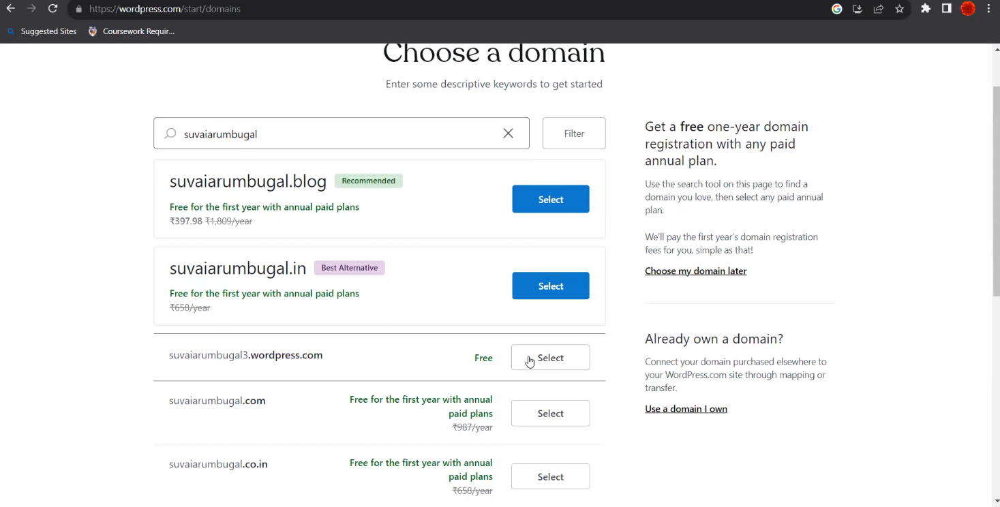 https://wordpress.com/start/domains
Suggested Sites
Coursework Requir...
Choose a domain
Enter some descriptive keywords to get started
suvaiarumbugal
Filter
suvaiarumbugal.blog Recommended
Free for the first year with annual paid plans
₹397.98 ₹1,809/year
Select
suvaiarumbugal.in Best Alternative
Free for the first year with annual paid plans
₹658/year
Select
suvaiarumbugal3.wordpress.com
Free
Select
suvaiarumbugal.com
Free for the first year with annual
paid plans
₹987/year
Select
suvaiarumbugal.co.in
Free for the first year with annual
paid plans
₹658/year
Select
Get a free one-year domain
registration with any paid
annual plan.
Use the search tool on this page to find a
domain you love, then select any paid annual
plan.
We'll pay the first year's domain registration
fees for you, simple as that!
Choose my domain later
Already own a domain?
Connect your domain purchased elsewhere to
your WordPress.com site through mapping or
transfer.
Use a domain I own